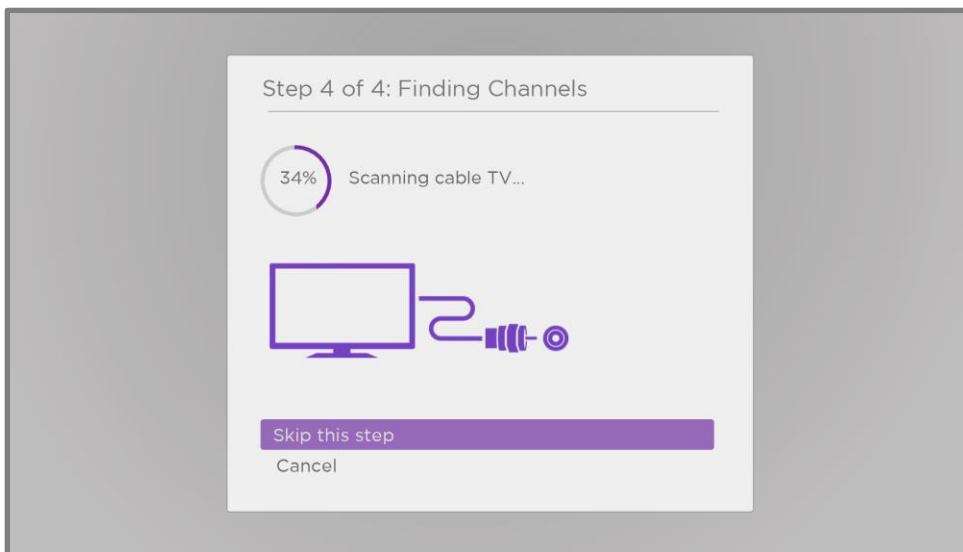 Step 4 of 4: Finding Channels
34%
Scanning cable TV...
Skip this step
Cancel